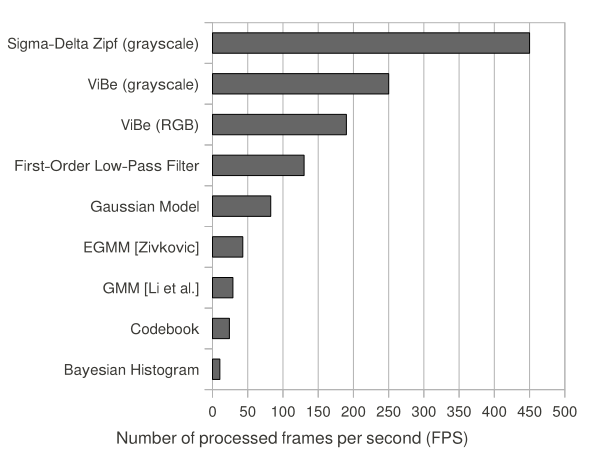 Sigma-Delta Zipf (grayscale)
ViBe (grayscale)
ViBe (RGB)
First-Order Low-Pass Filter
Gaussian Model
EGMM [Zivkovic]
GMM [Li et al.]
Codebook
Bayesian Histogram
0 50 100 150 200 250 300 350 400 450 500
Number of processed frames per second (FPS)